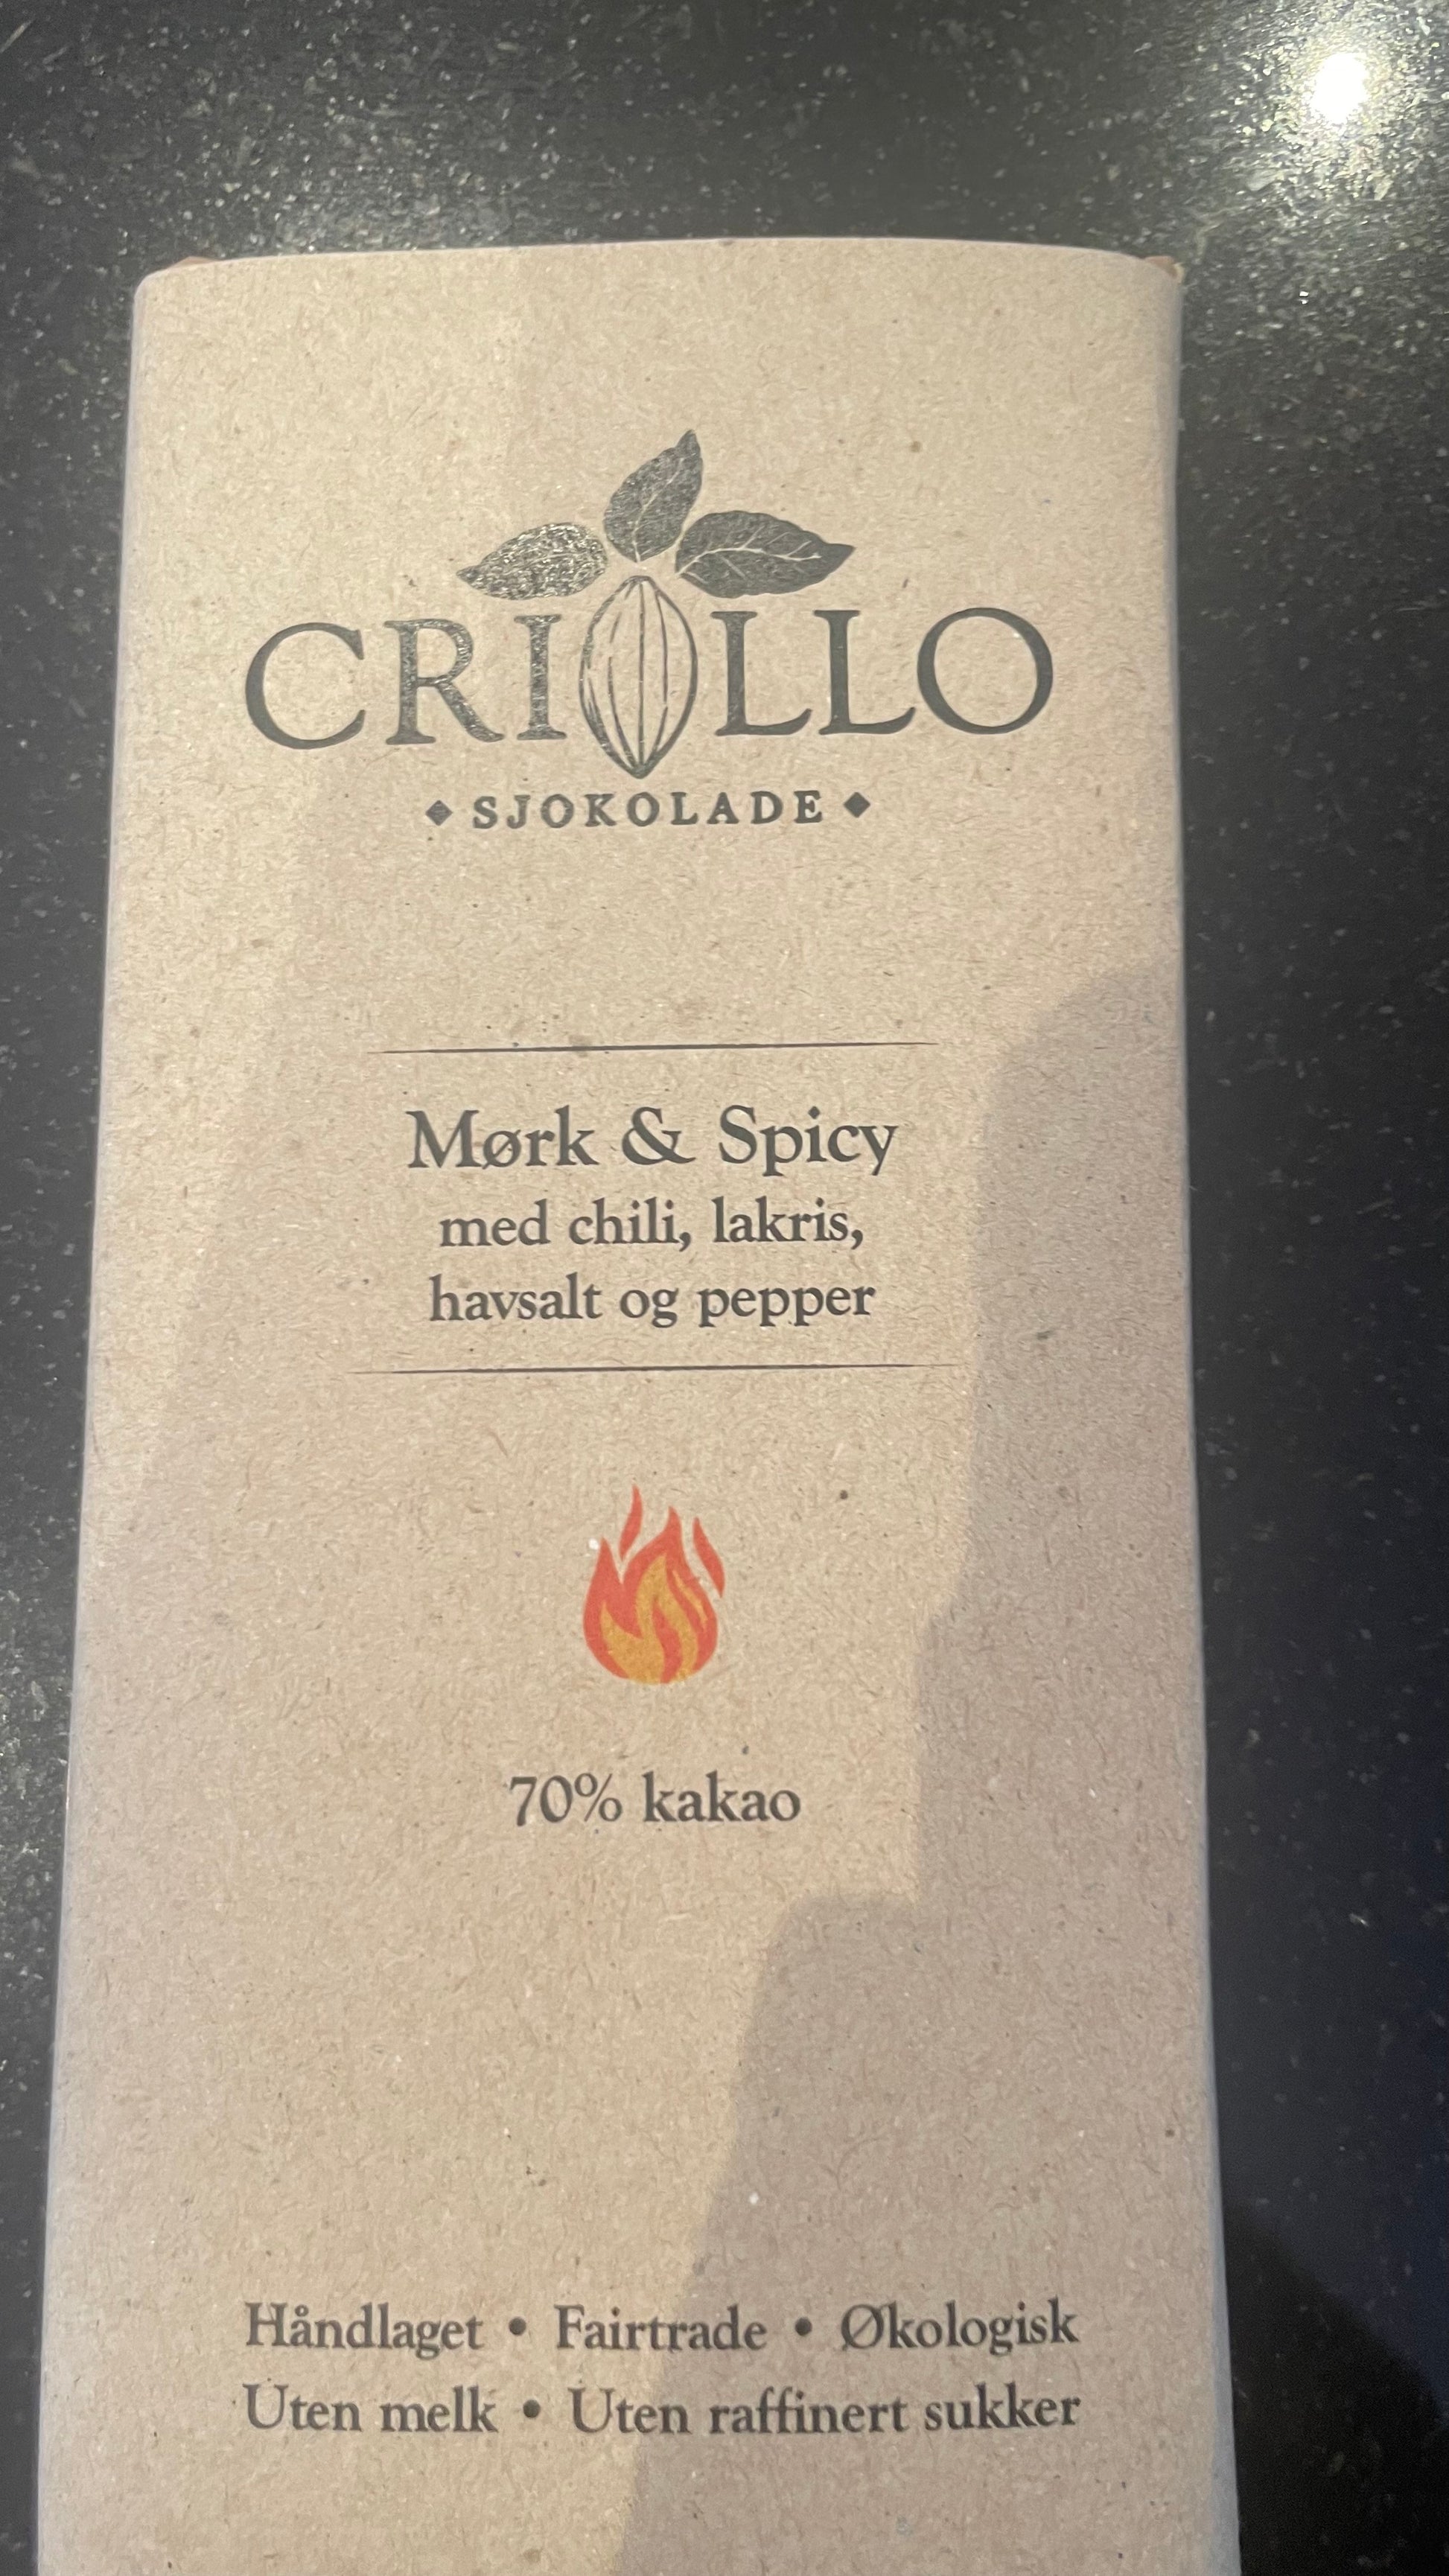 CRIOLLO
SJOKOLADE
Mørk & Spicy
med chili, lakris,
havsalt og pepper
70% kakao
Håndlaget • Fairtrade • Økologisk
Uten melk • Uten raffinert sukker